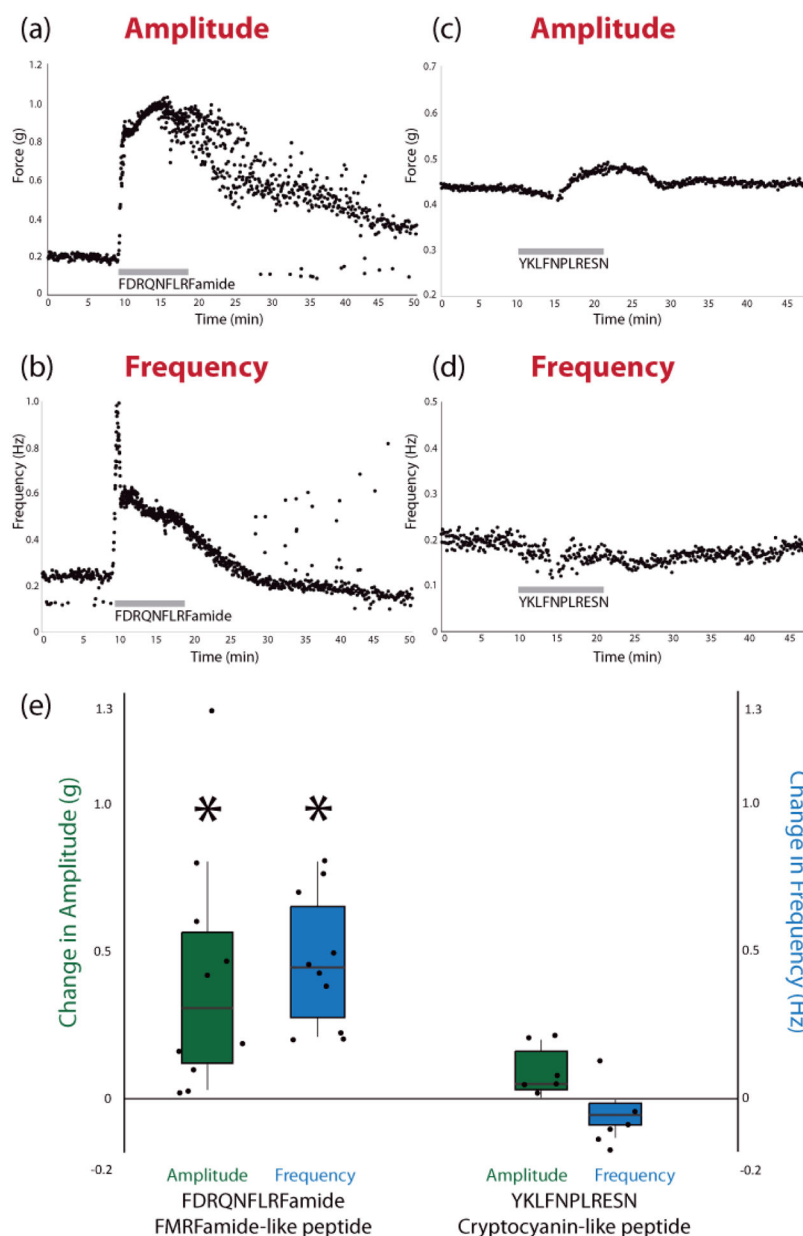 (a) Amplitude
Force (g)
1.2
1.0
0.8
0.6
0.4
0.2
0
FDRQNFLRFamide
0 5 10 15 20 25 30 35 40 45 50
Time (min)
(c) Amplitude
Force (g)
0.7
0.6
0.5
0.4
0.3
0.2
YKLFNPLRESN
0 5 10 15 20 25 30 35 40 45
Time (min)
(b) Frequency
Frequency (Hz)
1.0
0.8
0.6
0.4
0.2
0
FDRQNFLRFamide
0 5 10 15 20 25 30 35 40 45 50
Time (min)
(d) Frequency
Frequency (Hz)
0.5
0.4
0.3
0.2
0.1
0
YKLFNPLRESN
0 5 10 15 20 25 30 35 40 45
Time (min)
(e)
Change in Amplitude (g)
1.3
1.0
0.5
0
-0.2
* *
1.3
1.0
0.5
0
-0.2
Change in Frequency (Hz)
Amplitude Frequency
FDRQNFLRFamide
FMRFamide-like peptide
Amplitude Frequency
YKLFNPLRESN
Cryptocyanin-like peptide